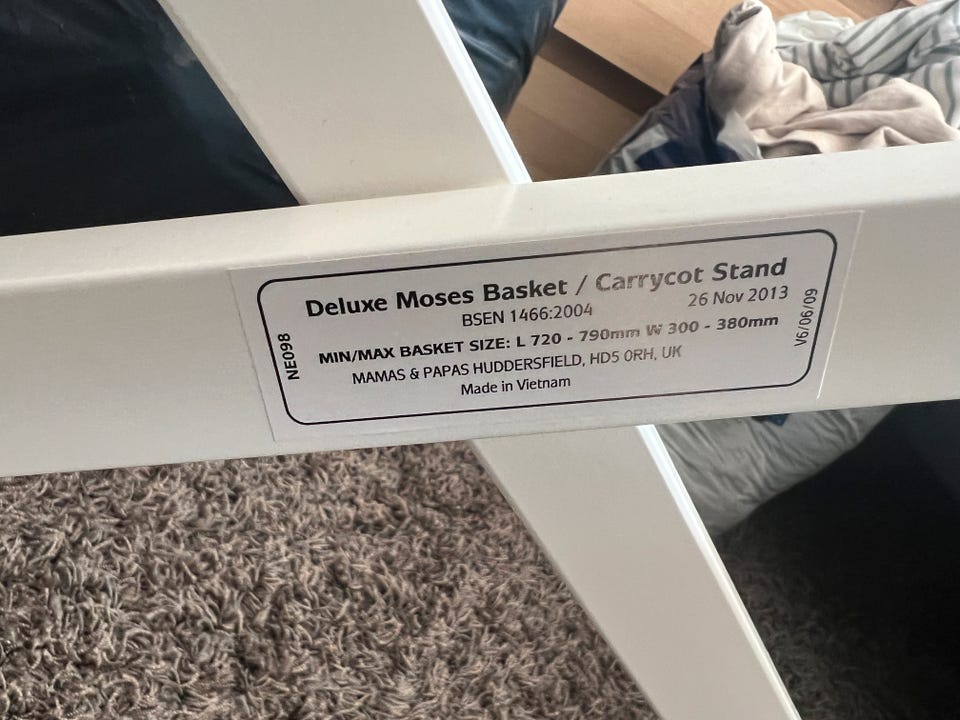 Deluxe Moses Basket / Carrycot Stand
BSEN 1466:2004
26 Nov 2013
MIN/MAX BASKET SIZE: L 720 - 790mm W 300 - 380mm
MAMAS & PAPAS HUDDERSFIELD, HD5 0RH, UK
Made in Vietnam
NE098
V6/06/09